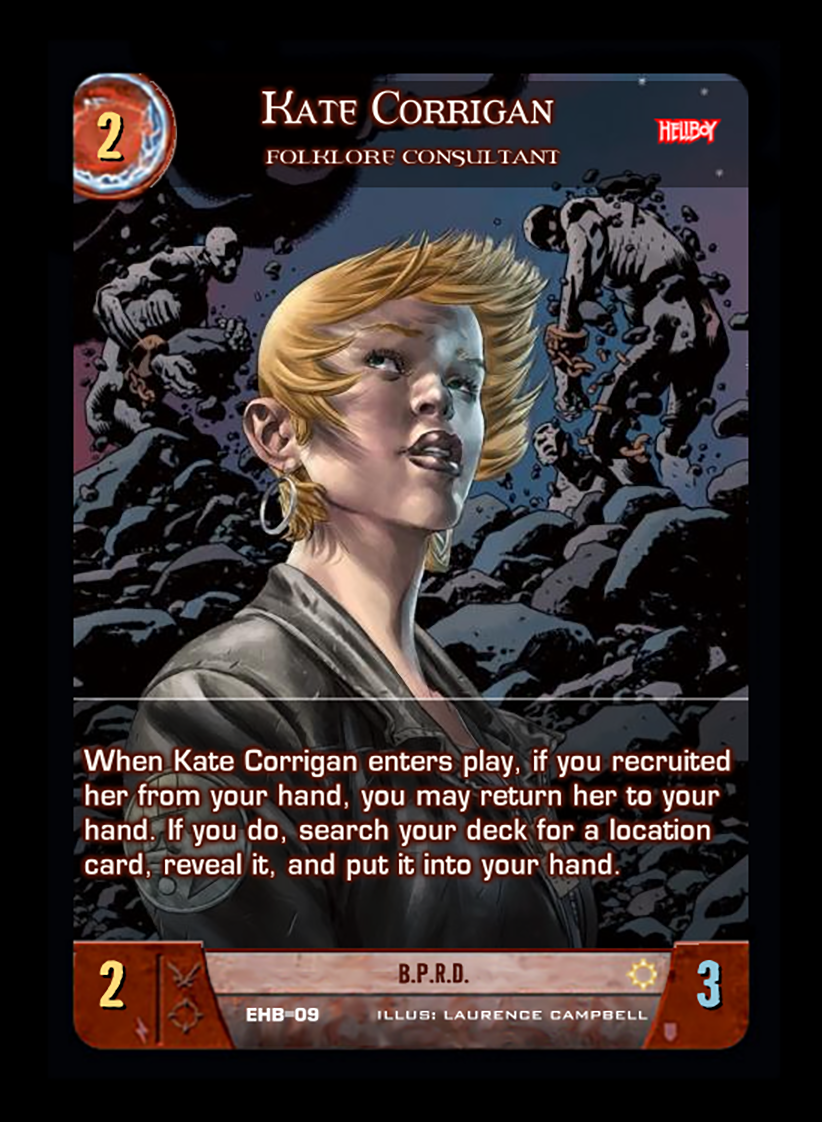 2
Kate Corrigan
HELLBOY
Folklore Consultant
When Kate Corrigan enters play, if you recruited
her from your hand, you may return her to your
hand. If you do, search your deck for a location
card, reveal it, and put it into your hand.
2
B.P.R.D.
3
EHB-09 ILLUS: LAURENCE CAMPBELL